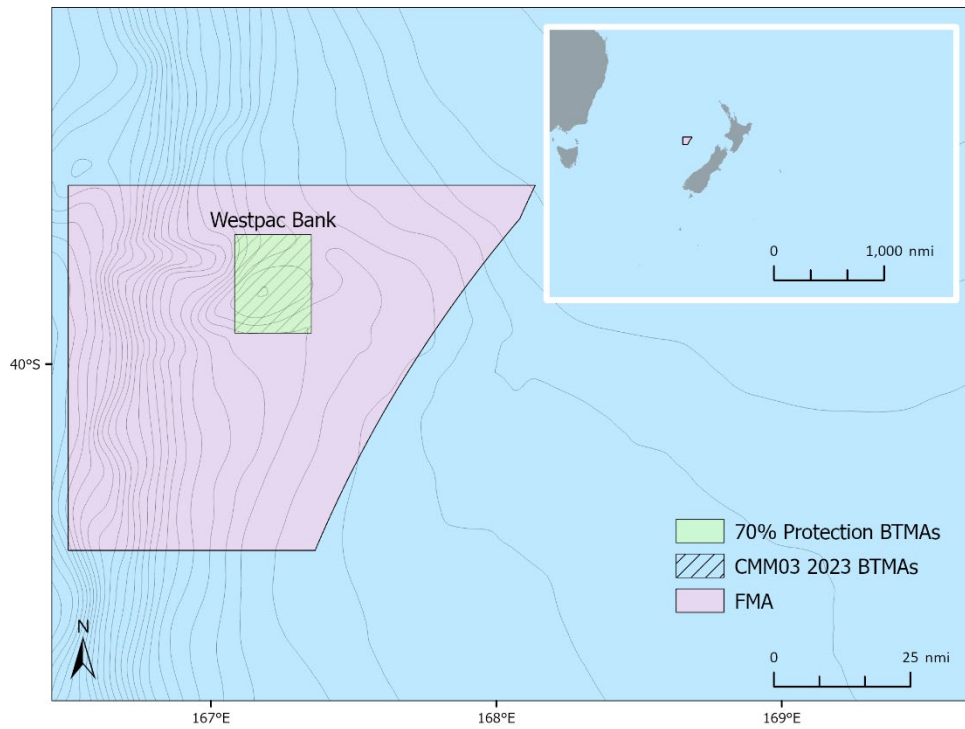 0 1,000 nmi
Westpac Bank
40°S
70% Protection BTMAs
CMM03 2023 BTMAs
FMA
N
0 25 nmi
167°E 168°E 169°E